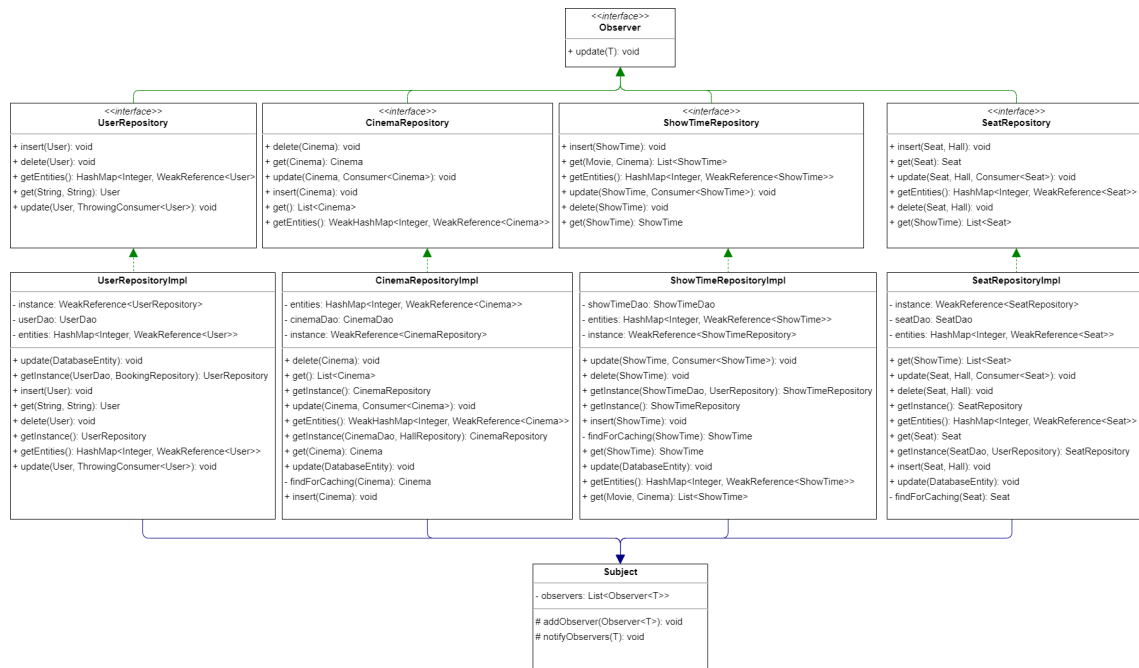 <<interface>>
Observer
+ update(T): void
<<interface>>
UserRepository
+ insert(User): void
+ delete(User): void
+ getEntities(): HashMap<Integer, WeakReference<User>
+ get(String, String): User
+ update(User, ThrowingConsumer<User>): void
<<interface>>
CinemaRepository
+ delete(Cinema): void
+ get(Cinema): Cinema
+ update(Cinema, Consumer<Cinema>): void
+ insert(Cinema): void
+ get(): List<Cinema>
+ getEntities(): WeakHashMap<Integer, WeakReference<Cinema>>
<<interface>>
ShowTimeRepository
+ insert(ShowTime): void
+ get(Movie, Cinema): List<ShowTime>
+ getEntities(): HashMap<Integer, WeakReference<ShowTime>>
+ update(ShowTime, Consumer<ShowTime>): void
+ delete(ShowTime): void
+ get(ShowTime): ShowTime
<<interface>>
SeatRepository
+ insert(Seat, Hall): void
+ get(Seat): Seat
+ update(Seat, Hall, Consumer<Seat>): void
+ getEntities(): HashMap<Integer, WeakReference<Seat>>
+ delete(Seat, Hall): void
+ get(ShowTime): List<Seat>
UserRepositoryImpl
- instance: WeakReference<UserRepository>
- userDao: UserDao
- entities: HashMap<Integer, WeakReference<User>>
+ update(DatabaseEntity): void
+ getInstance(UserDao, BookingRepository): UserRepository
+ insert(User): void
+ get(String, String): User
+ delete(User): void
+ getInstance(): UserRepository
+ getEntities(): HashMap<Integer, WeakReference<User>>
+ update(User, ThrowingConsumer<User>): void
CinemaRepositoryImpl
- entities: HashMap<Integer, WeakReference<Cinema>>
- cinemaDao: CinemaDao
- instance: WeakReference<CinemaRepository>
+ delete(Cinema): void
+ get(): List<Cinema>
+ getInstance(): CinemaRepository
+ update(Cinema, Consumer<Cinema>): void
+ getEntities(): WeakHashMap<Integer, WeakReference<Cinema>>
+ getInstance(CinemaDao, HallRepository): CinemaRepository
+ get(Cinema): Cinema
+ update(DatabaseEntity): void
- findForCaching(Cinema): Cinema
+ insert(Cinema): void
ShowTimeRepositoryImpl
- showTimeDao: ShowTimeDao
- entities: HashMap<Integer, WeakReference<ShowTime>>
- instance: WeakReference<ShowTimeRepository>
+ update(ShowTime, Consumer<ShowTime>): void
+ delete(ShowTime): void
+ getInstance(ShowTimeDao, UserRepository): ShowTimeRepository
+ getInstance(): ShowTimeRepository
+ insert(ShowTime): void
- findForCaching(ShowTime): ShowTime
+ get(ShowTime): ShowTime
+ update(DatabaseEntity): void
+ getEntities(): HashMap<Integer, WeakReference<ShowTime>>
+ get(Movie, Cinema): List<ShowTime>
SeatRepositoryImpl
- instance: WeakReference<SeatRepository>
- seatDao: SeatDao
- entities: HashMap<Integer, WeakReference<Seat>>
+ get(ShowTime): List<Seat>
+ update(Seat, Hall, Consumer<Seat>): void
+ delete(Seat, Hall): void
+ getInstance(): SeatRepository
+ getEntities(): HashMap<Integer, WeakReference<Seat>>
+ get(Seat): Seat
+ getInstance(SeatDao, UserRepository): SeatRepository
+ insert(Seat, Hall): void
+ update(DatabaseEntity): void
- findForCaching(Seat): Seat
Subject
- observers: List<Observer<T>>
# addObserver(Observer<T>): void
# notifyObservers(T): void